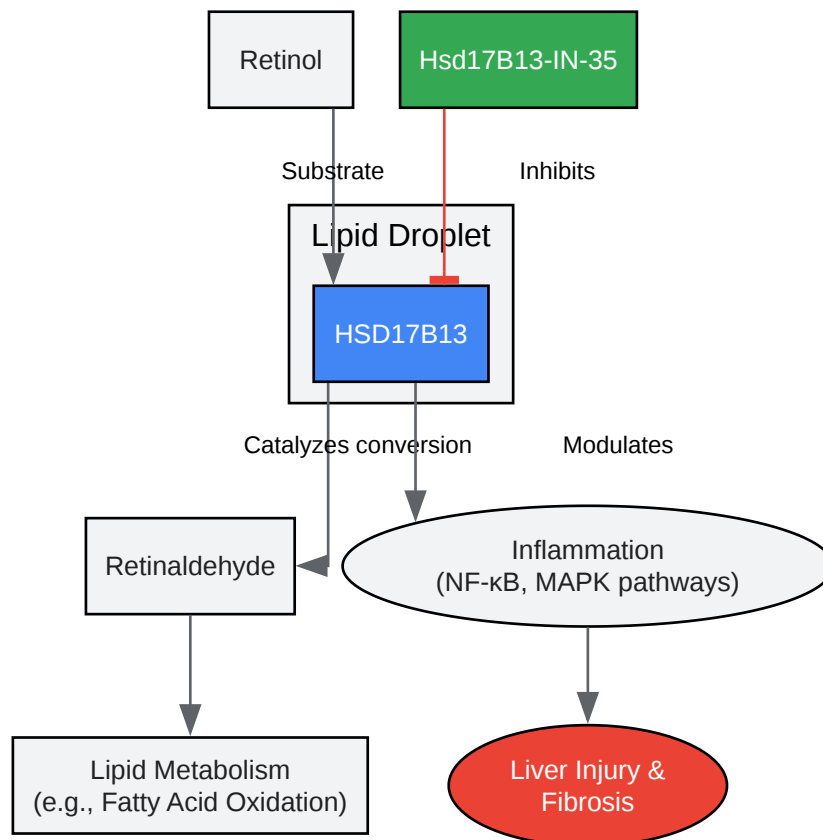 Retinol
Hsd17B13-IN-35
Substrate
Inhibits
Lipid Droplet
HSD17B13
Catalyzes conversion
Modulates
Retinaldehyde
Inflammation
(NF-κB, MAPK pathways)
Lipid Metabolism
(e.g., Fatty Acid Oxidation)
Liver Injury &
Fibrosis